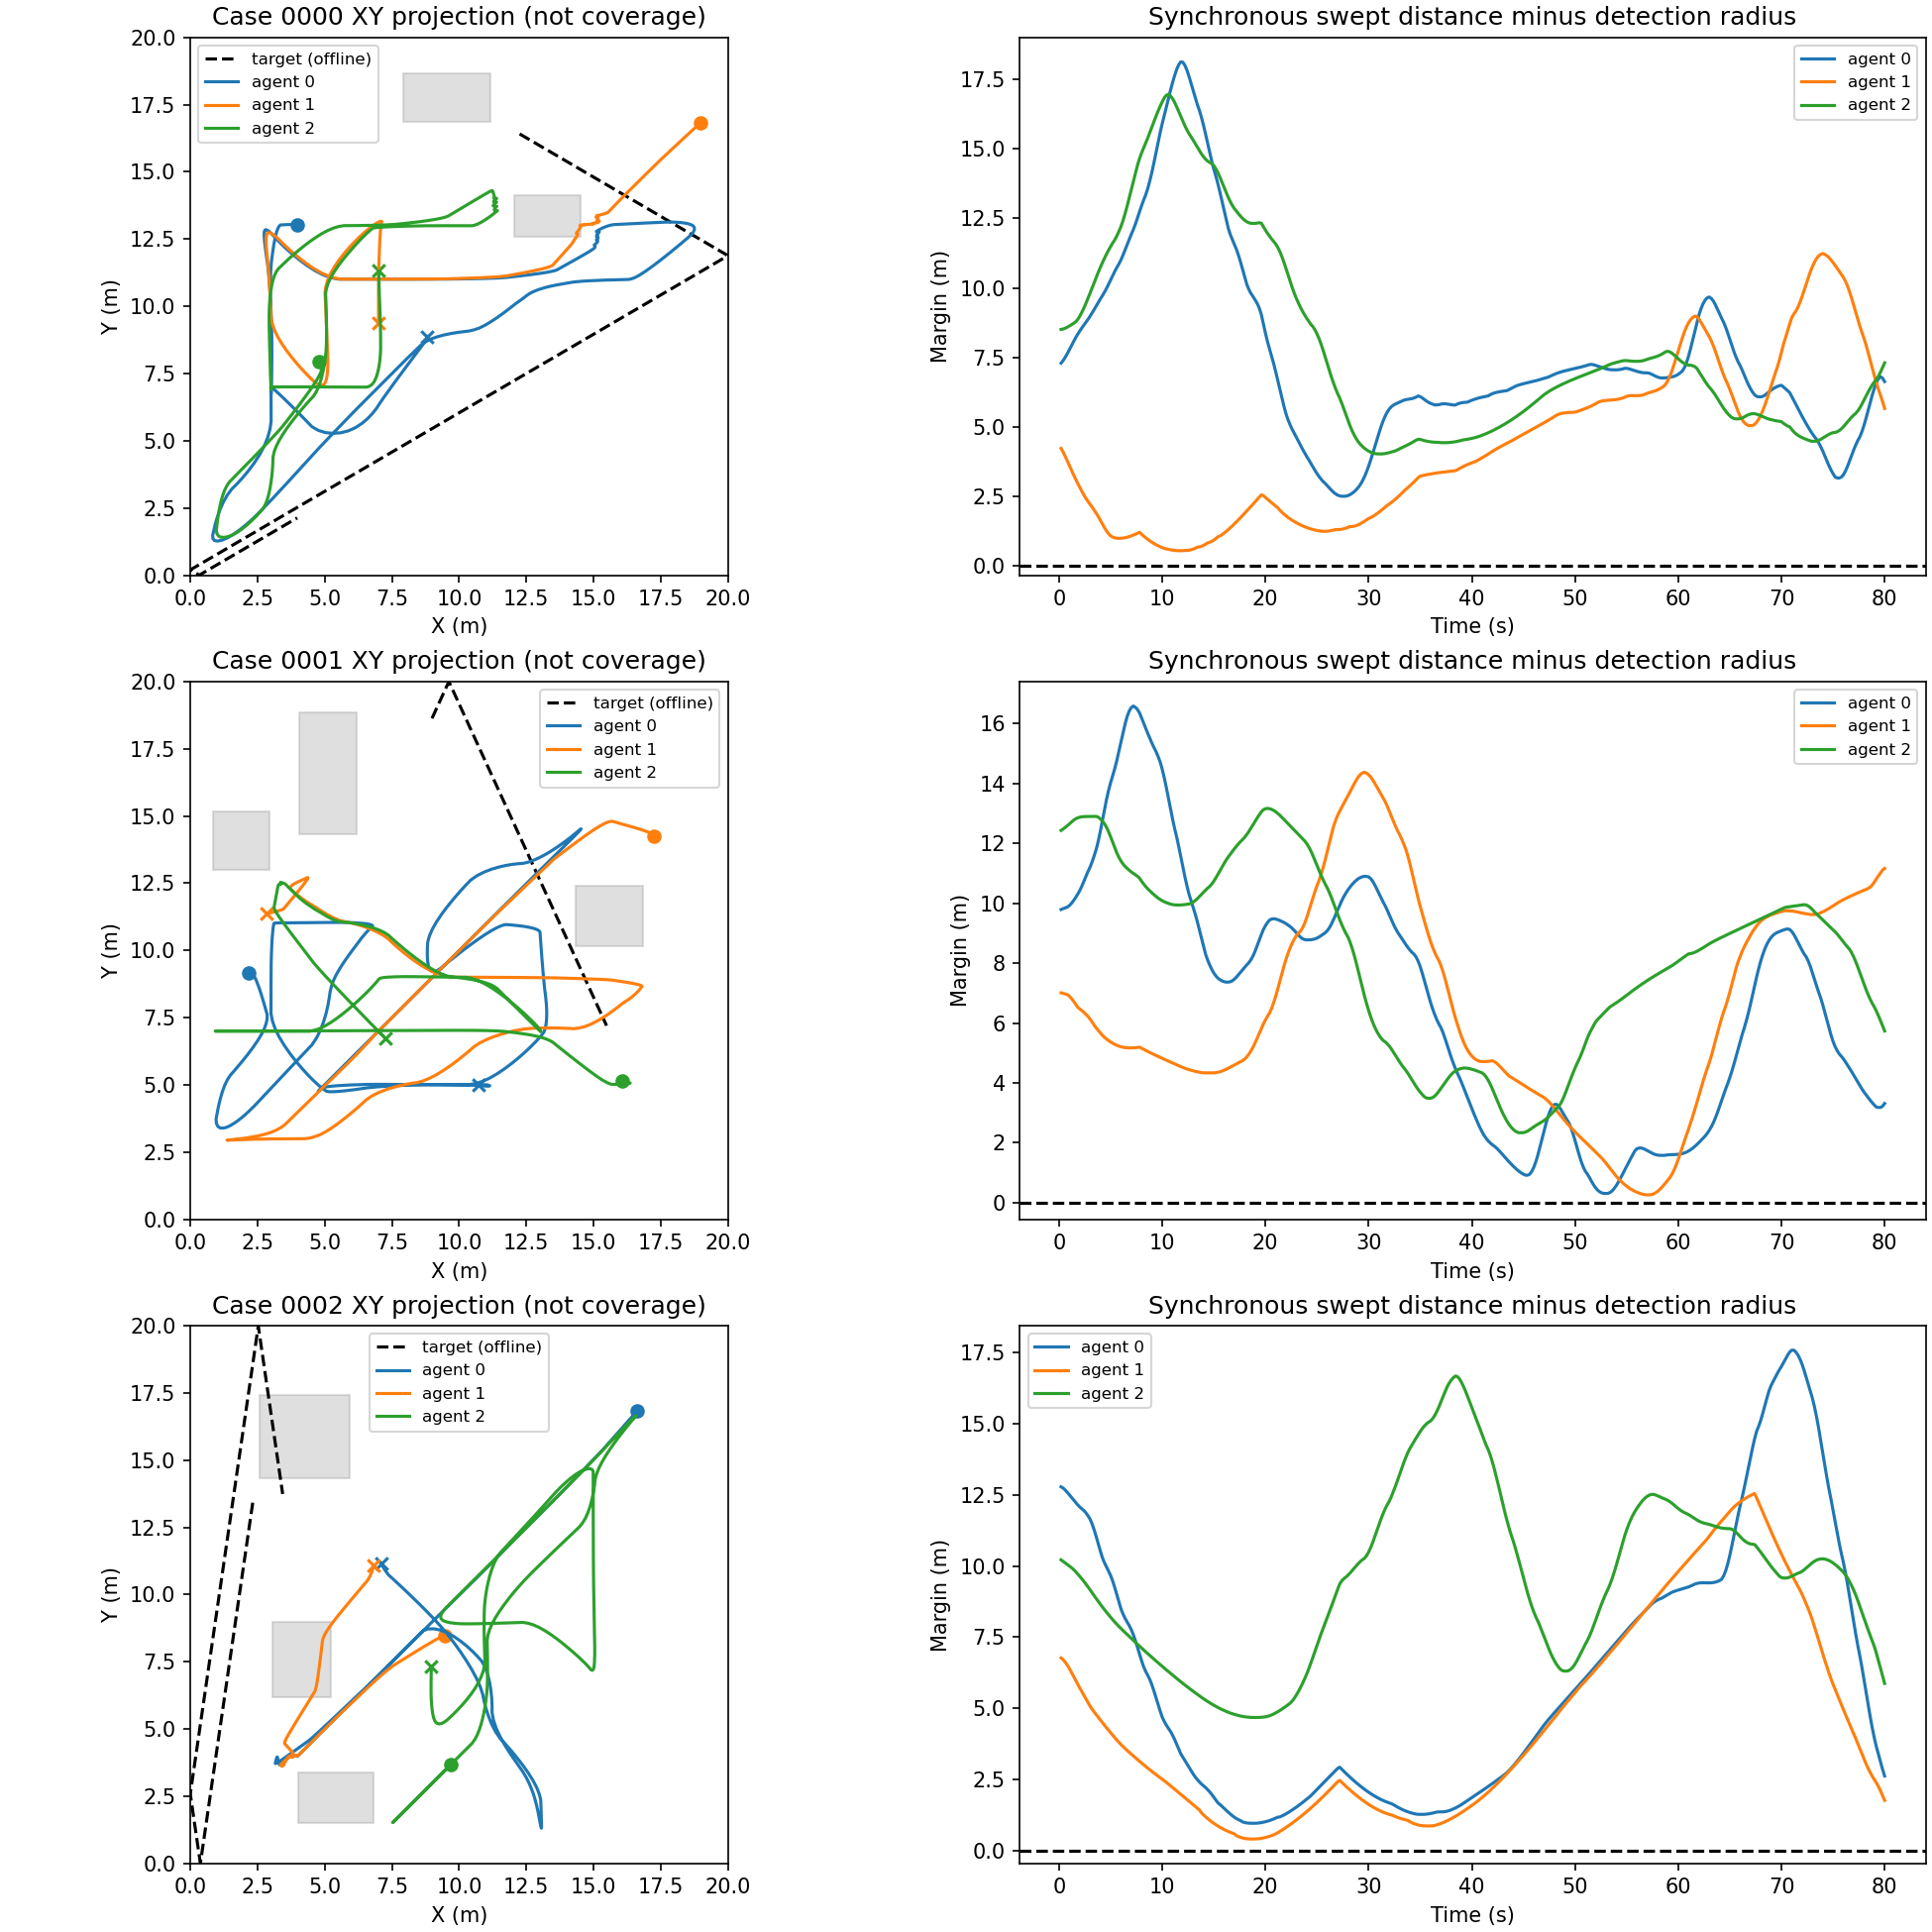 Case 0000 XY projection (not coverage)
target (offline)
agent 0
agent 1
agent 2
20.0
17.5
15.0
12.5
10.0
7.5
5.0
2.5
0.0
Y (m)
0.0 2.5 5.0 7.5 10.0 12.5 15.0 17.5 20.0
X (m)
Synchronous swept distance minus detection radius
agent 0
agent 1
agent 2
17.5
15.0
12.5
10.0
7.5
5.0
2.5
0.0
Margin (m)
0 10 20 30 40 50 60 70 80
Time (s)
Case 0001 XY projection (not coverage)
target (offline)
agent 0
agent 1
agent 2
20.0
17.5
15.0
12.5
10.0
7.5
5.0
2.5
0.0
Y (m)
0.0 2.5 5.0 7.5 10.0 12.5 15.0 17.5 20.0
X (m)
Synchronous swept distance minus detection radius
agent 0
agent 1
agent 2
16
14
12
10
8
6
4
2
0
Margin (m)
0 10 20 30 40 50 60 70 80
Time (s)
Case 0002 XY projection (not coverage)
target (offline)
agent 0
agent 1
agent 2
20.0
17.5
15.0
12.5
10.0
7.5
5.0
2.5
0.0
Y (m)
0.0 2.5 5.0 7.5 10.0 12.5 15.0 17.5 20.0
X (m)
Synchronous swept distance minus detection radius
agent 0
agent 1
agent 2
17.5
15.0
12.5
10.0
7.5
5.0
2.5
0.0
Margin (m)
0 10 20 30 40 50 60 70 80
Time (s)